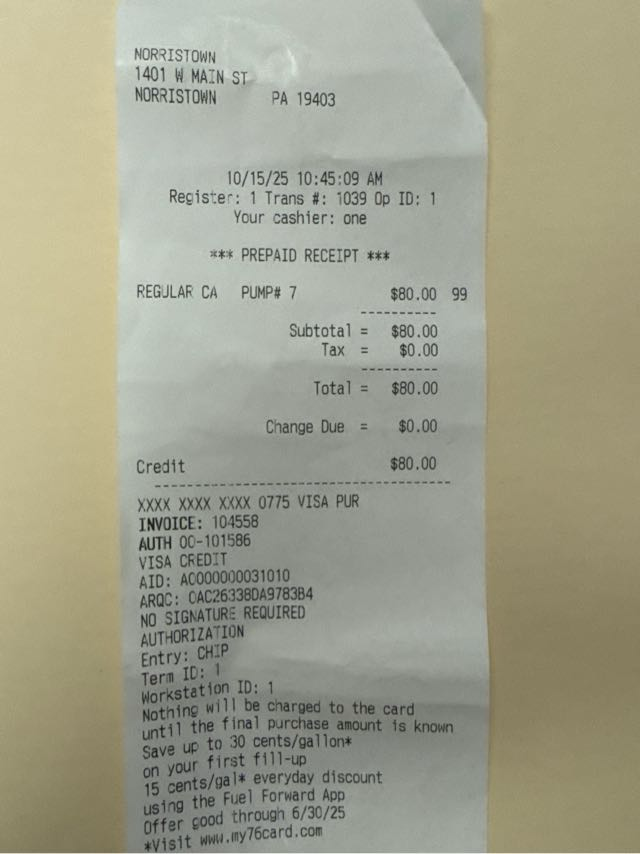 NORRISTOWN
1401 W MAIN ST
NORRISTOWN PA 19403
10/15/25 10:45:09 AM
Register: 1 Trans #: 1039 Op ID: 1
Your cashier: one
*** PREPAID RECEIPT ***
REGULAR CA PUMP# 7 $80.00 99
Subtotal = $80.00
Tax = $0.00
Total = $80.00
Change Due = $0.00
Credit $80.00
XXXX XXXX XXXX 0775 VISA PUR
INVOICE: 104558
AUTH 00-101586
VISA CREDIT
AID: A0000000031010
ARQC: 0AC26338DA9783B4
NO SIGNATURE REQUIRED
AUTHORIZATION
Entry: CHIP
Term ID: 1
Workstation ID: 1
Nothing will be charged to the card
until the final purchase amount is known
Save up to 30 cents/gallon*
on your first fill-up
15 cents/gal* everyday discount
using the Fuel Forward App
Offer good through 6/30/25
*Visit www.my76card.com